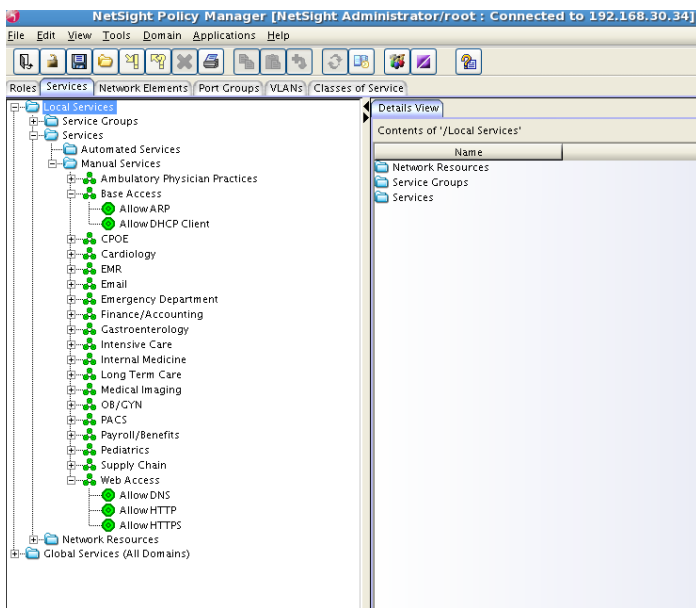 NetSight Policy Manager [NetSight Administrator/root : Connected to 192.168.30.34]
File Edit View Tools Domain Applications Help
Roles Services Network Elements Port Groups VLANs Classes of Service
Local Services
Service Groups
Services
Automated Services
Manual Services
Ambulatory Physician Practices
Base Access
Allow ARP
Allow DHCP Client
CPOE
Cardiology
EMR
Email
Emergency Department
Finance/Accounting
Gastroenterology
Intensive Care
Internal Medicine
Long Term Care
Medical Imaging
OB/GYN
PACS
Payroll/Benefits
Pediatrics
Supply Chain
Web Access
Allow DNS
Allow HTTP
Allow HTTPS
Network Resources
Global Services (All Domains)
Details View
Contents of '/Local Services'
Name
Network Resources
Service Groups
Services